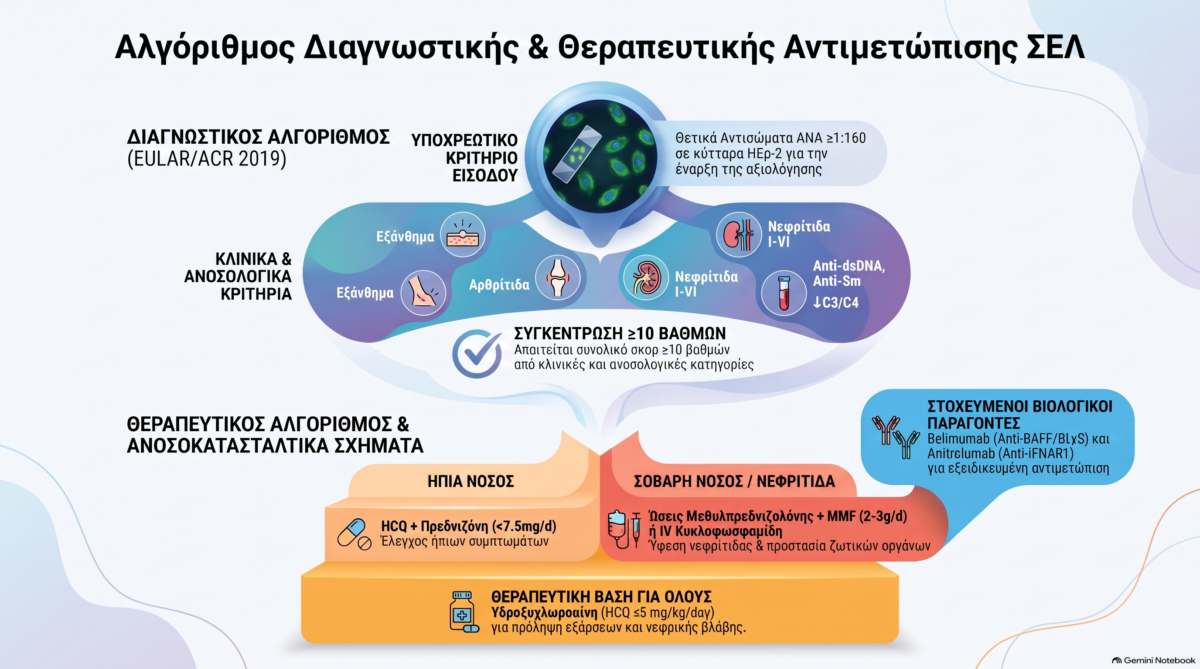 Αλγόριθμος Διαγνωστικής & Θεραπευτικής Αντιμετώπισης ΣΕΛ
ΔΙΑΓΝΩΣΤΙΚΟΣ ΑΛΓΟΡΙΘΜΟΣ
(EULAR/ACR 2019)
ΥΠΟΧΡΕΩΤΙΚΟ
ΚΡΙΤΗΡΙΟ
ΕΙΣΟΔΟΥ
Θετικά Αντισώματα ANA ≥1:160
σε κύτταρα HEp-2 για την
έναρξη της αξιολόγησης
ΚΛΙΝΙΚΑ &
ΑΝΟΣΟΛΟΓΙΚΑ
ΚΡΙΤΗΡΙΑ
Εξάνθημα
Εξάνθημα
Αρθρίτιδα
Νεφρίτιδα
I-VI
Νεφρίτιδα
I-VI
Anti-dsDNA,
Anti-Sm
↓C3/C4
ΣΥΓΚΕΝΤΡΩΣΗ ≥10 ΒΑΘΜΩΝ
Απαιτείται συνολικό σκορ ≥10 βαθμών
από κλινικές και ανοσολογικές κατηγορίες
ΘΕΡΑΠΕΥΤΙΚΟΣ ΑΛΓΟΡΙΘΜΟΣ &
ΑΝΟΣΟΚΑΤΑΣΤΑΛΤΙΚΑ ΣΧΗΜΑΤΑ
ΣΤΟΧΕΥΜΕΝΟΙ ΒΙΟΛΟΓΙΚΟΙ
ΠΑΡΑΓΟΝΤΕΣ
Belimumab (Anti-BAFF/BLγS) και
Anitrelumab (Anti-iFNAR1)
για εξειδικευμένη αντιμετώπιση
ΗΠΙΑ ΝΟΣΟΣ
ΣΟΒΑΡΗ ΝΟΣΟΣ / ΝΕΦΡΙΤΙΔΑ
HCQ + Πρεδνιζόνη (<7.5mg/d)
Έλεγχος ήπιων συμπτωμάτων
Ώσεις Μεθυλπρεδνιζολόνης + MMF (2-3g/d)
ή IV Κυκλοφωσφαμίδη
Ύφεση νεφρίτιδας & προστασία ζωτικών οργάνων
ΘΕΡΑΠΕΥΤΙΚΗ ΒΑΣΗ ΓΙΑ ΟΛΟΥΣ
Υδροξυχλωροαίνη (HCQ ≤5 mg/kg/day)
για πρόληψη εξάρσεων και νεφρικής βλάβης.
Gemini Notebook